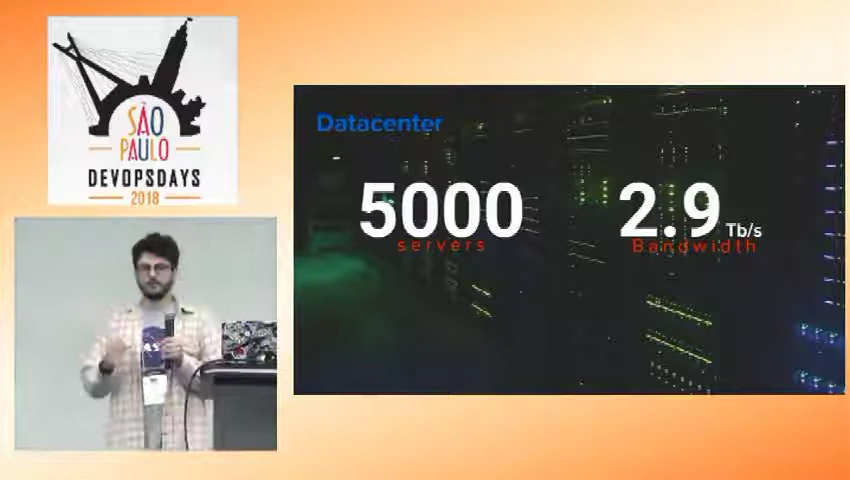 SÃO
PAULO
DEVOPSDAYS
2018
Datacenter
5000
servers
2.9 Tb/s
Bandwidth